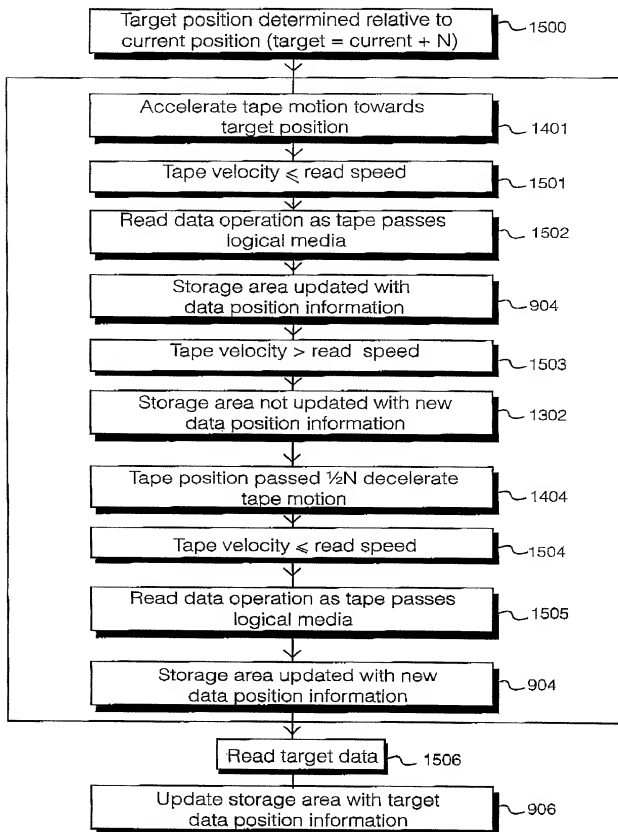 Target position determined relative to
current position (target = current + N)
1500
Accelerate tape motion towards
target position
1401
Tape velocity ⩽ read speed
1501
Read data operation as tape passes
logical media
1502
Storage area updated with
data position information
904
Tape velocity > read speed
1503
Storage area not updated with new
data position information
1302
Tape position passed ½N decelerate
tape motion
1404
Tape velocity ⩽ read speed
1504
Read data operation as tape passes
logical media
1505
Storage area updated with new
data position information
904
Read target data
1506
Update storage area with target
data position information
906